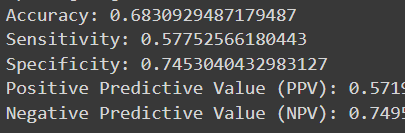 Accuracy: 0.6830929487179487
Sensitivity: 0.57752566180443
Specificity: 0.7453040432983127
Positive Predictive Value (PPV): 0.5719
Negative Predictive Value (NPV): 0.7495